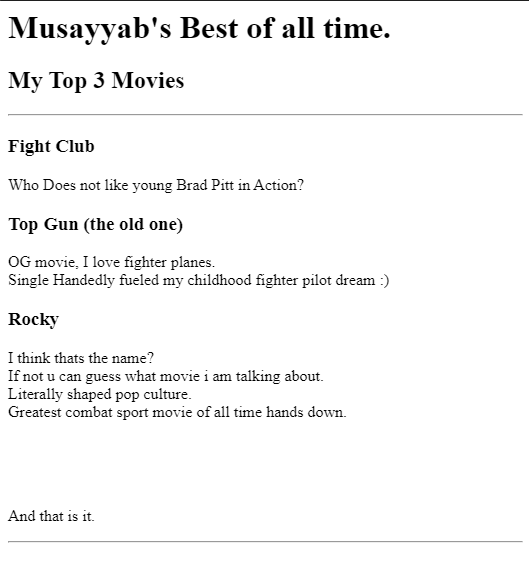 Musayyab's Best of all time.
My Top 3 Movies
Fight Club
Who Does not like young Brad Pitt in Action?
Top Gun (the old one)
OG movie, I love fighter planes.
Single Handedly fueled my childhood fighter pilot dream :)
Rocky
I think thats the name?
If not u can guess what movie i am talking about.
Literally shaped pop culture.
Greatest combat sport movie of all time hands down.
And that is it.